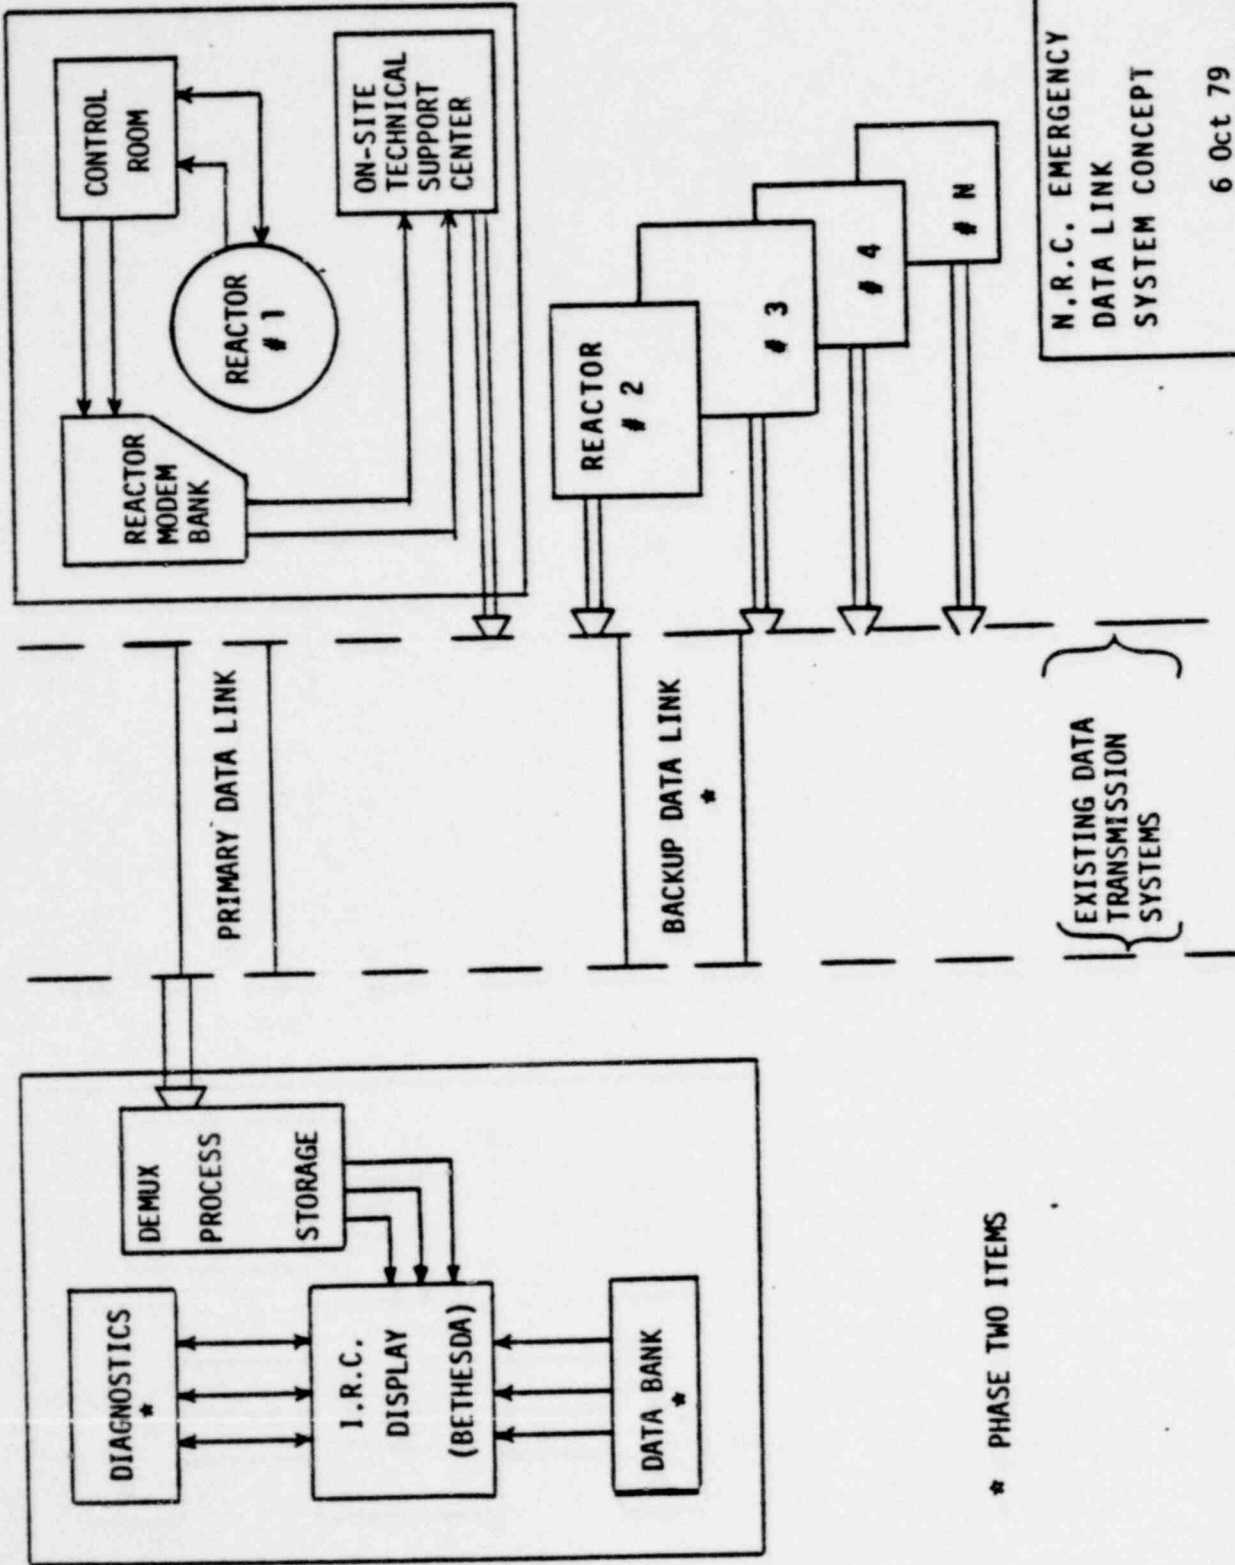 DIAGNOSTICS
*
I.R.C.
DISPLAY
(BETHESDA)
DATA BANK
*
DEMUX
PROCESS
STORAGE
PRIMARY DATA LINK
BACKUP DATA LINK
*
EXISTING DATA
TRANSMISSION
SYSTEMS
REACTOR
MODEM
BANK
CONTROL
ROOM
REACTOR
# 1
ON-SITE
TECHNICAL
SUPPORT
CENTER
REACTOR
# 2
# 3
# 4
# N
* PHASE TWO ITEMS
N.R.C. EMERGENCY
DATA LINK
SYSTEM CONCEPT
6 Oct 79